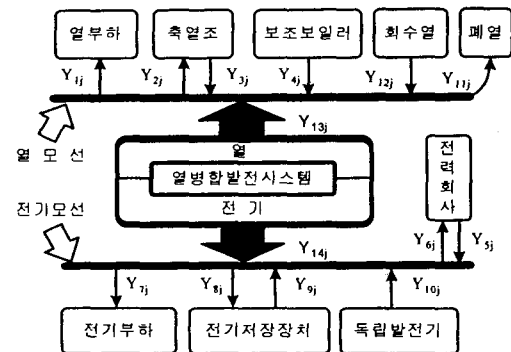 열부하 축열조 보조보일러 회수열 폐열
Y1j Y2j Y3j Y4j Y12j Y11j
Y13j
열 모 선
열
열병합발전시스템
전 기
전력회사
전기모선
Y14j
Y6j Y5j
Y7j Y8j Y9j Y10j
전기부하 전기저장장처 독립발전기